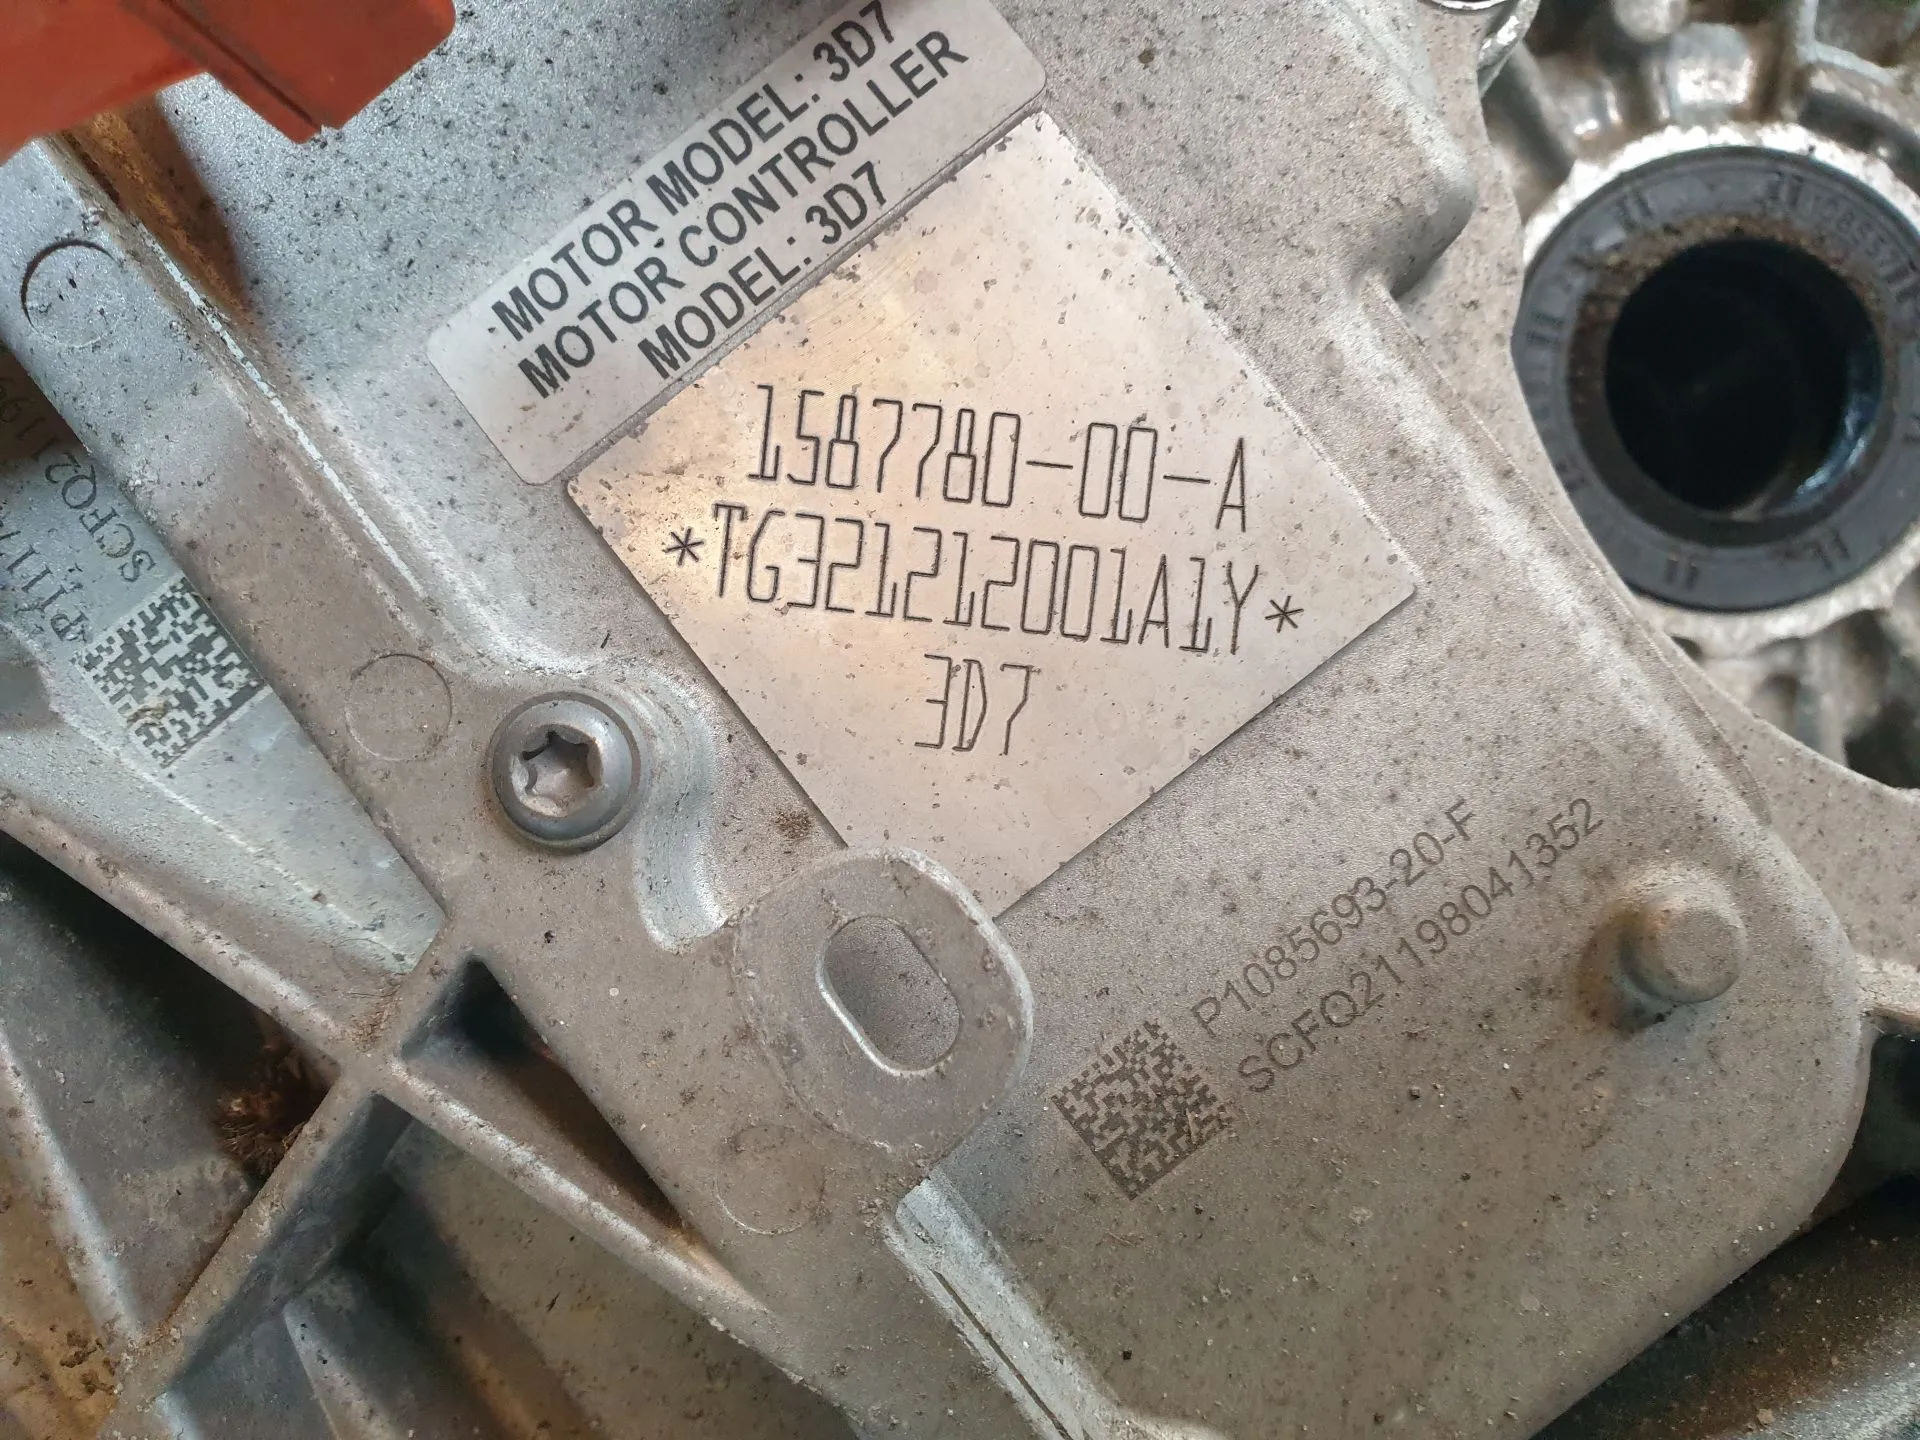 MOTOR MODEL: 3D7
MOTOR CONTROLLER
MODEL: 3D7
1587780-00-A
*TG321212001A1Y*
3D7
P1085693-20-F
SCFQ21198041352